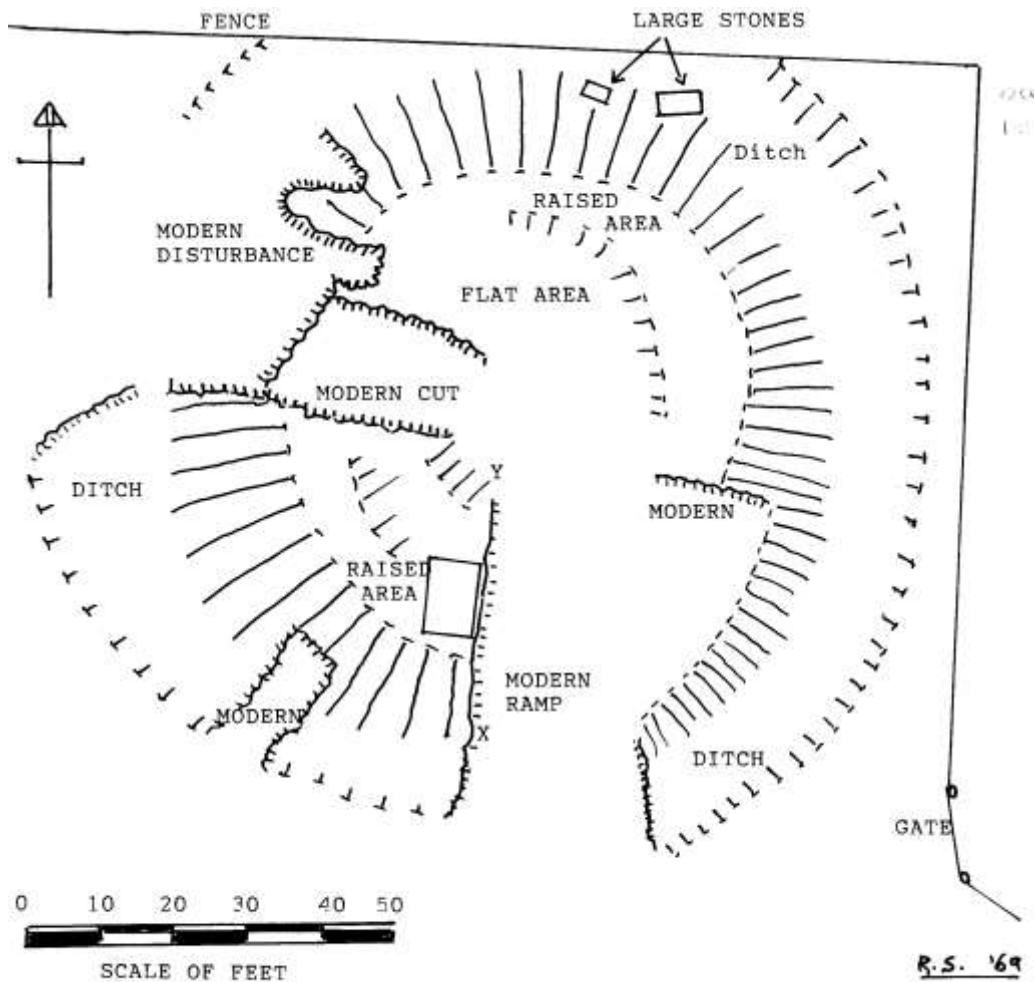 LARGE STONES
FENCE
Ditch
RAISED
AREA
MODERN
DISTURBANCE
FLAT AREA
MODERN CUT
Y
DITCH
MODERN
RAISED
AREA
MODERN
RAMP
MODERN
X
DITCH
GATE
0 10 20 30 40 50
SCALE OF FEET
R.S. '69